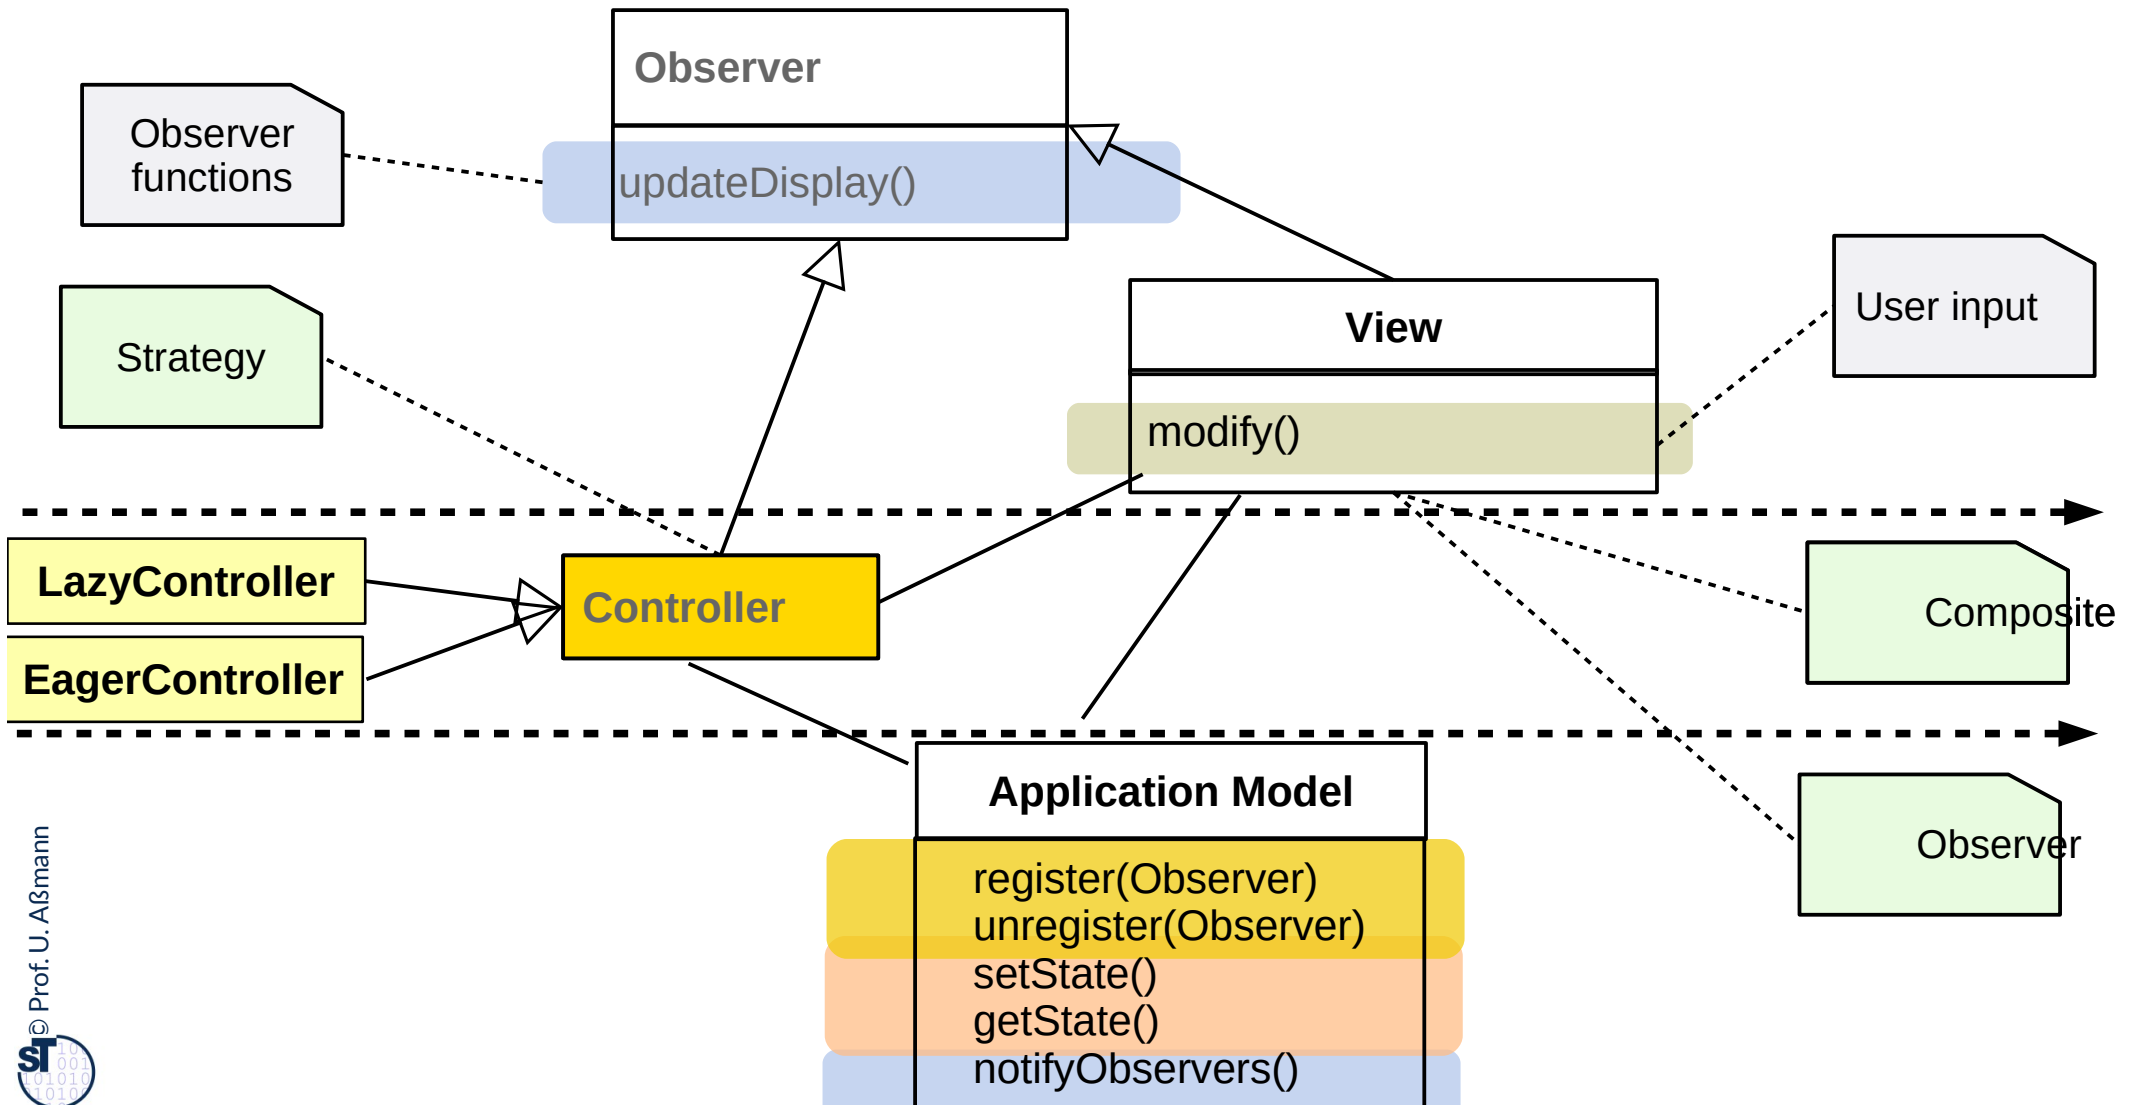 Observer
Observer
functions
updateDisplay()
User input
View
Strategy
modify()
LazyController
Controller
Composite
EagerController
Application Model
Observer
register(Observer)
unregister(Observer)
setState()
getState()
notifyObservers()
© Prof. U. Aßmann
ST